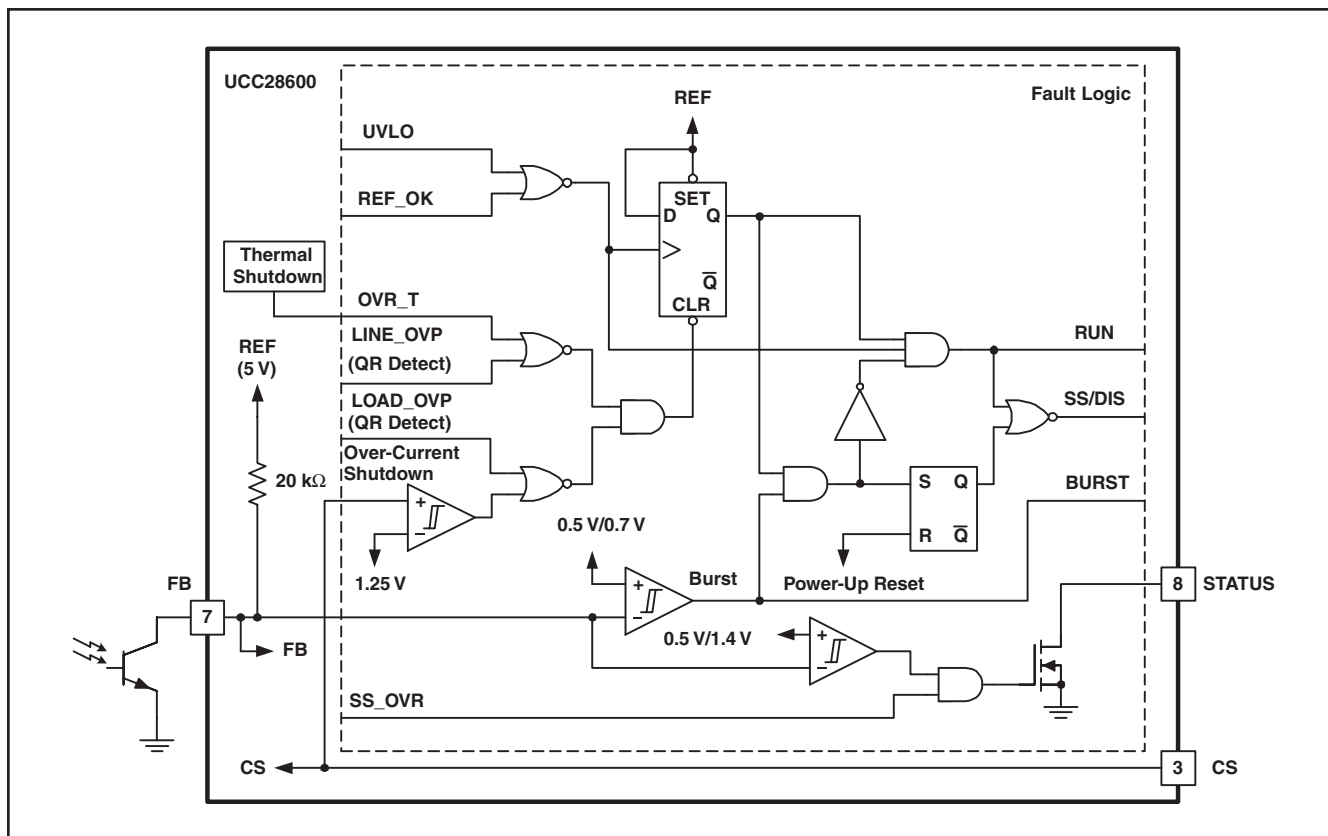 UCC28600
Fault Logic
REF
UVLO
REF_OK
SET
D
Q
Q
CLR
Thermal
Shutdown
OVR_T
LINE_OVP
(QR Detect)
REF
(5 V)
LOAD_OVP
(QR Detect)
Over-Current
Shutdown
20 kΩ
+
–
1.25 V
RUN
SS/DIS
S
Q
R
Q
BURST
Power-Up Reset
0.5 V/0.7 V
+
–
Burst
FB
7
FB
0.5 V/1.4 V
+
–
8
STATUS
SS_OVR
CS
3
CS